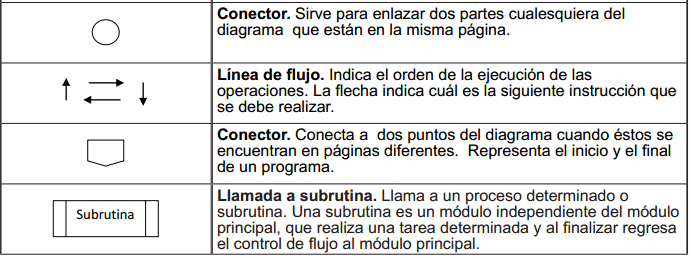 Conector. Sirve para enlazar dos partes cualesquiera del
diagrama que están en la misma página.
Línea de flujo. Indica el orden de la ejecución de las
operaciones. La flecha indica cuál es la siguiente instrucción que
se debe realizar.
Conector. Conecta a dos puntos del diagrama cuando éstos se
encuentran en páginas diferentes. Representa el inicio y el final
de un programa.
Subrutina
Llamada a subrutina. Llama a un proceso determinado o
subrutina. Una subrutina es un módulo independiente del módulo
principal, que realiza una tarea determinada y al finalizar regresa
el control de flujo al módulo principal.